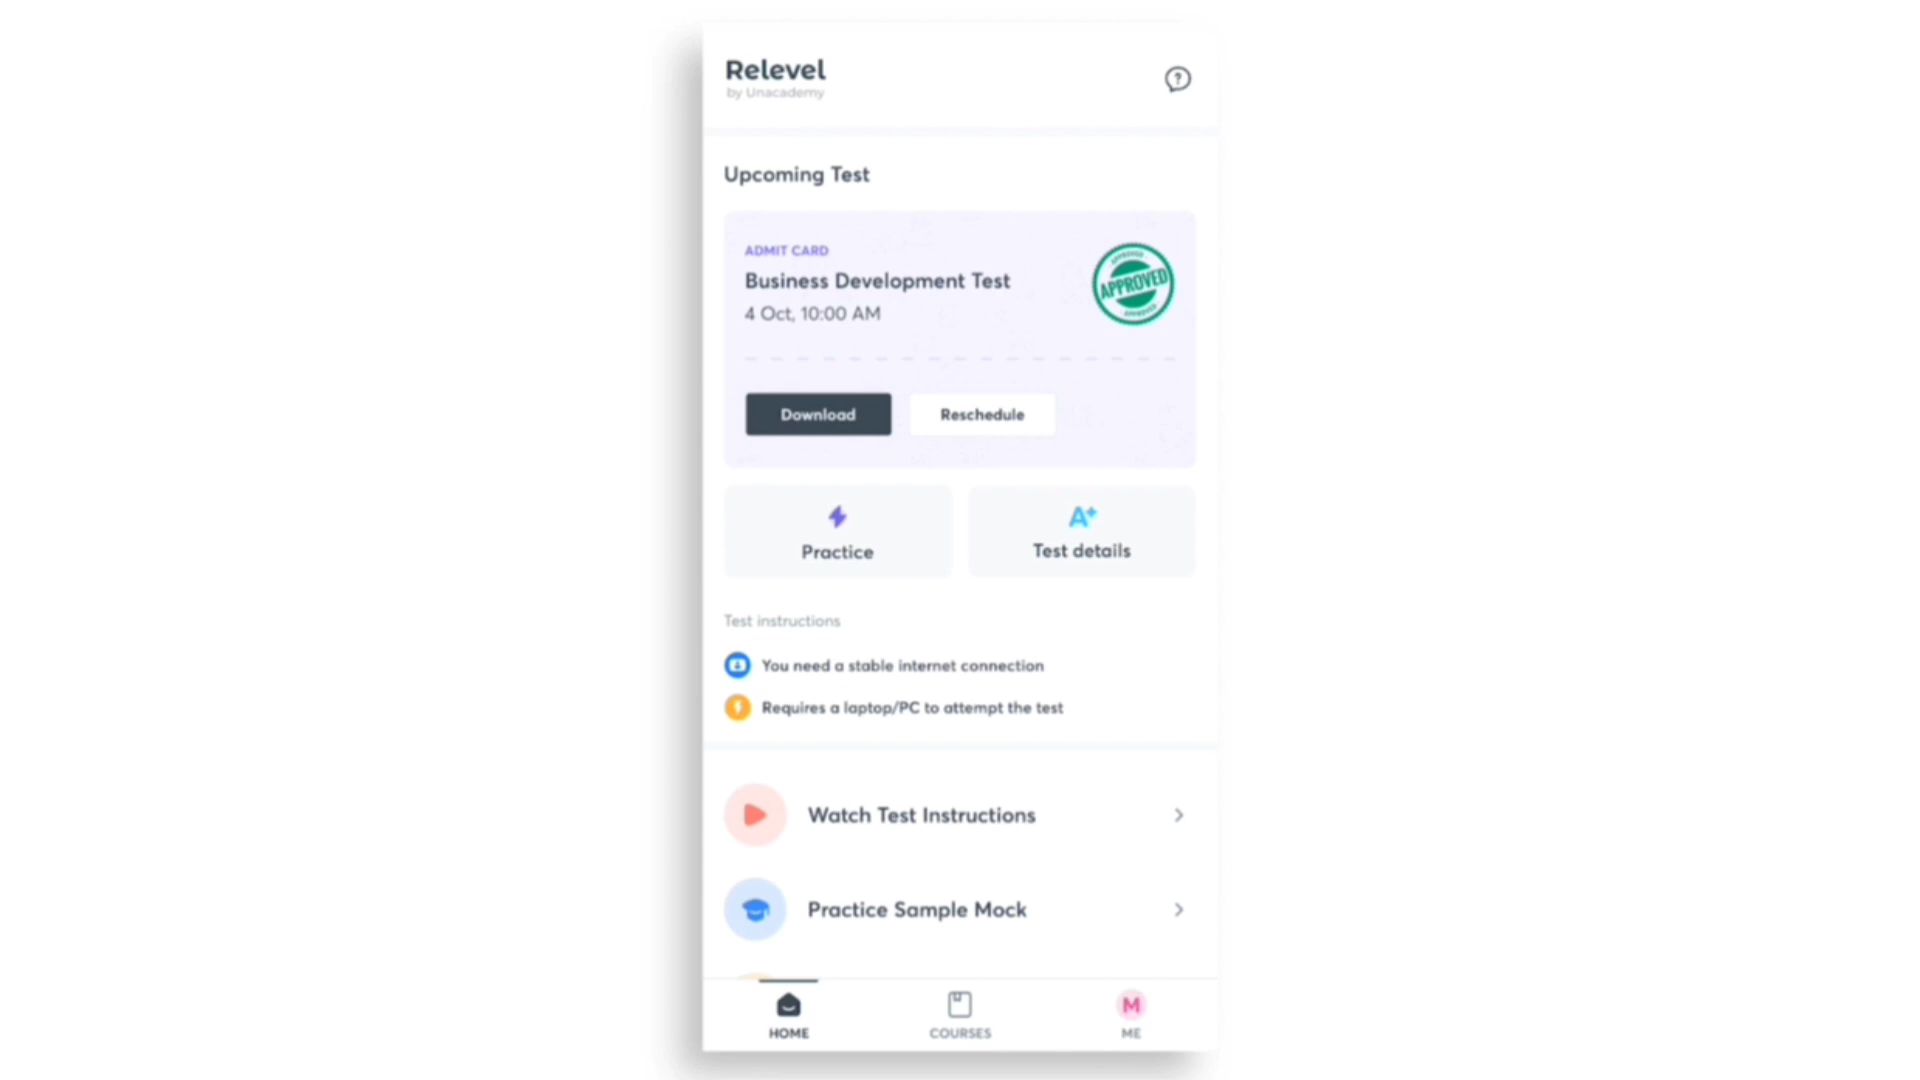 Relevel
by Unacademy
Upcoming Test
ADMIT CARD
Business Development Test
4 Oct, 10:00 AM
APPROVED
APPROVED
APPROVED
Download
Reschedule
Practice
A+
Test details
Test instructions
You need a stable internet connection
Requires a laptop/PC to attempt the test
Watch Test Instructions
Practice Sample Mock
HOME
COURSES
M
ME